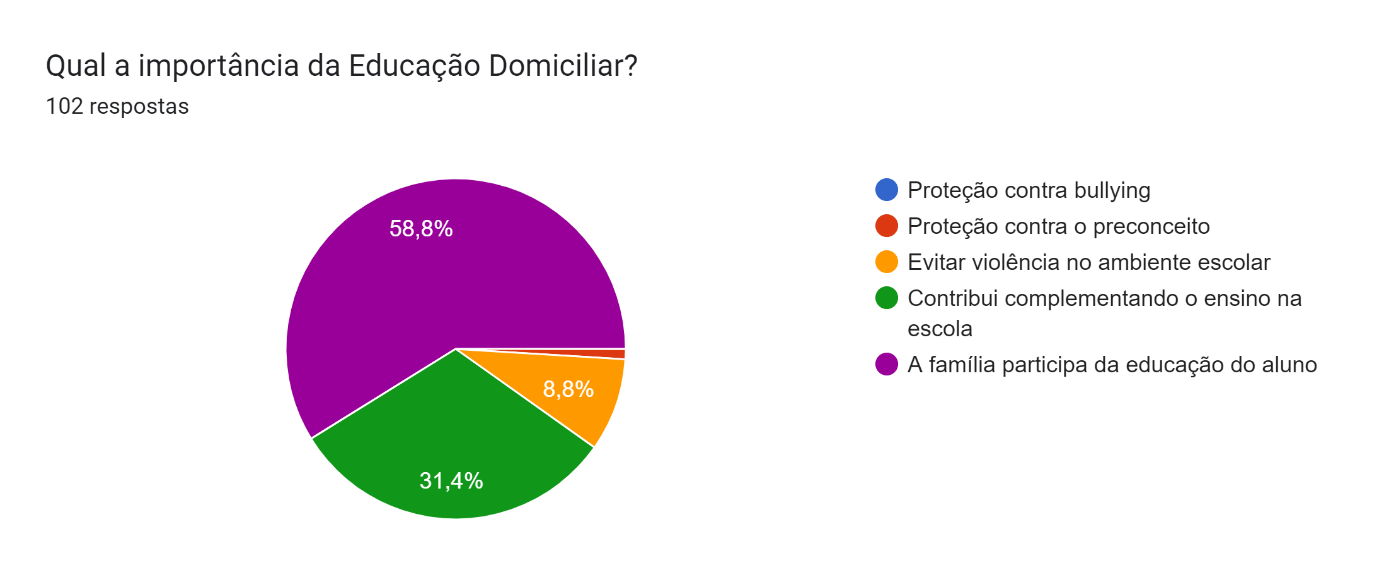 Qual a importância da Educação Domiciliar?
102 respostas
58,8%
8,8%
31,4%
Proteção contra bullying
Proteção contra o preconceito
Evitar violência no ambiente escolar
Contribui complementando o ensino na
escola
A família participa da educação do aluno